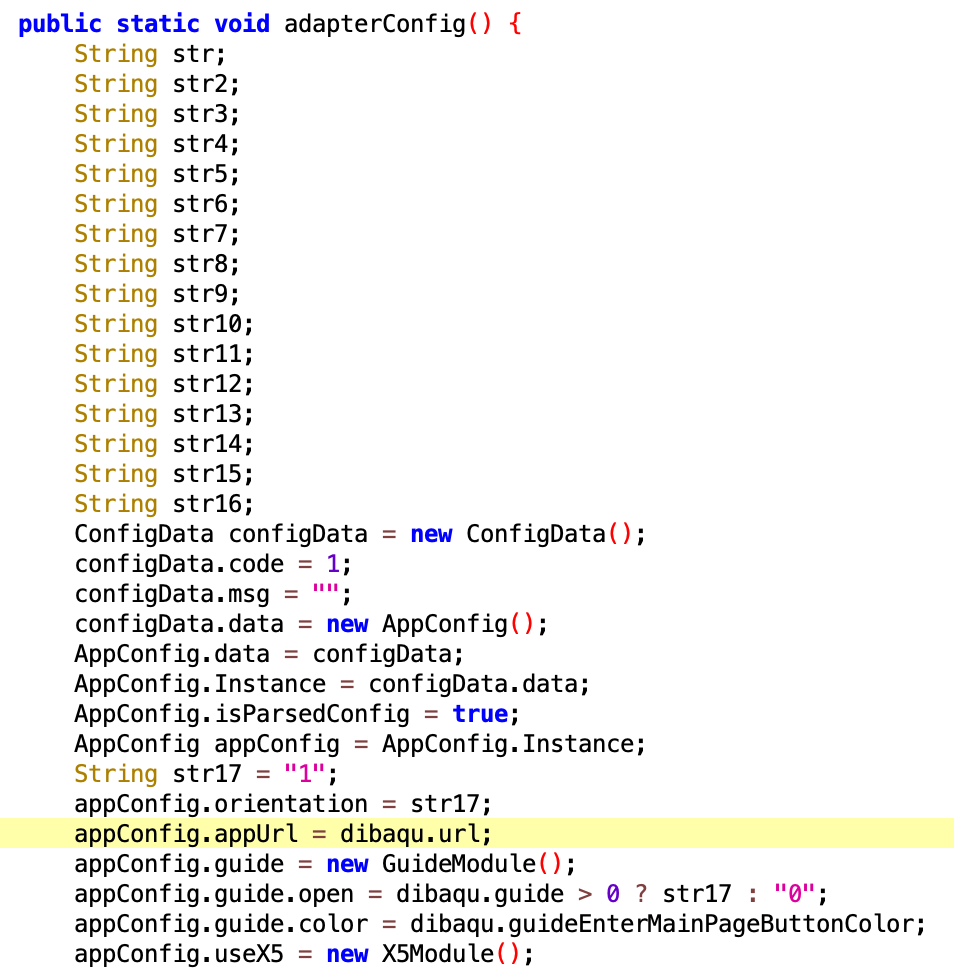 public static void adapterConfig() {
String str;
String str2;
String str3;
String str4;
String str5;
String str6;
String str7;
String str8;
String str9;
String str10;
String str11;
String str12;
String str13;
String str14;
String str15;
String str16;
ConfigData configData = new ConfigData();
configData.code = 1;
configData.msg = "";
configData.data = new AppConfig();
AppConfig.data = configData;
AppConfig.Instance = configData.data;
AppConfig.isParsedConfig = true;
AppConfig appConfig = AppConfig.Instance;
String str17 = "1";
appConfig.orientation = str17;
appConfig.appUrl = dibaqu.url;
appConfig.guide = new GuideModule();
appConfig.guide.open = dibaqu.guide > 0 ? str17 : "0";
appConfig.guide.color = dibaqu.guideEnterMainPageButtonColor;
appConfig.useX5 = new X5Module();